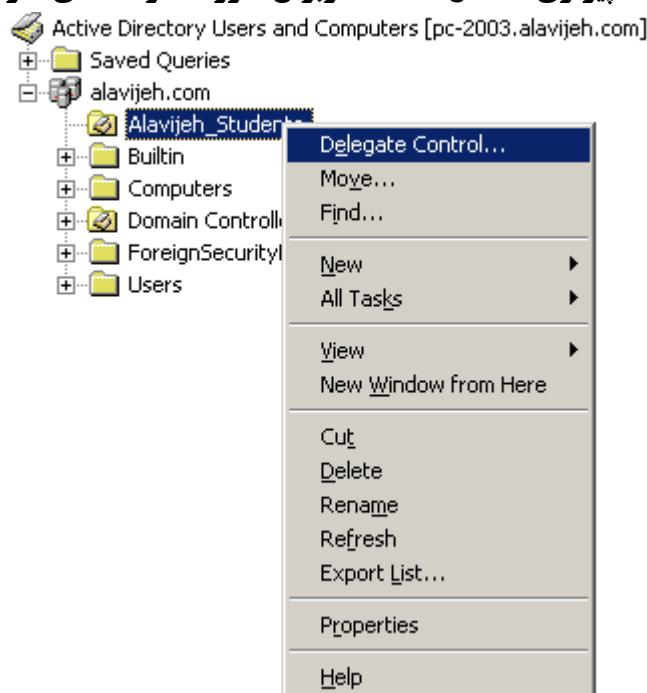 Active Directory Users and Computers [pc-2003.alavijeh.com]
Saved Queries
alavijeh.com
Alavijeh_Students
Builtin
Computers
Domain Controll
ForeignSecurity
Users
Delegate Control...
Move...
Find...
New
All Tasks
View
New Window from Here
Cut
Delete
Rename
Refresh
Export List...
Properties
Help